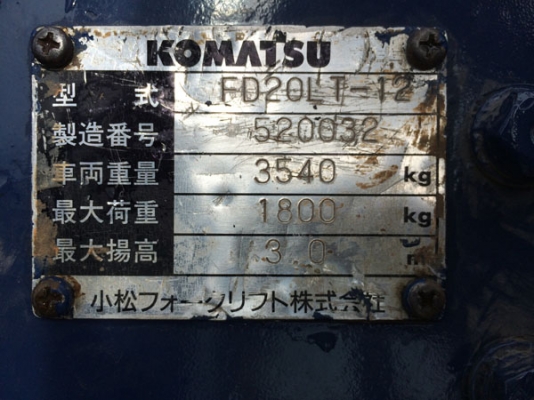 KOMATSU
型 式 FD20LT-12
製造番号 520032
車両重量 3540 kg
最大荷重 1800 kg
最大揚高 3.0 m
小松フォークリフト株式会社